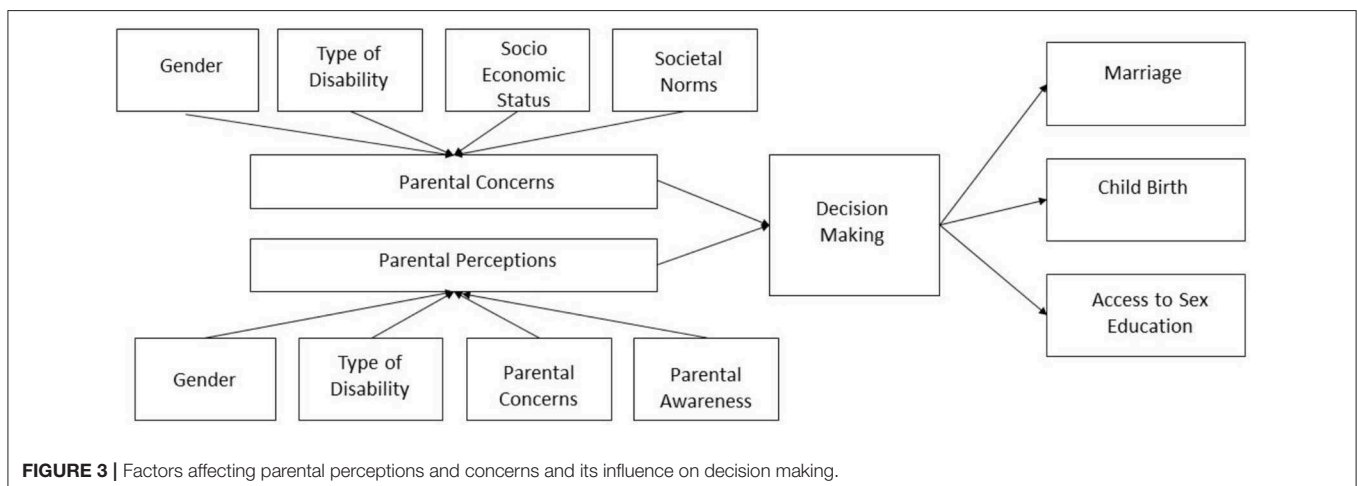 Gender
Type of
Disability
Socio
Economic
Status
Societal
Norms
Parental Concerns
Parental Perceptions
Gender
Type of
Disability
Parental
Concerns
Parental
Awareness
Decision
Making
Marriage
Child Birth
Access to Sex
Education
FIGURE 3 | Factors affecting parental perceptions and concerns and its influence on decision making.